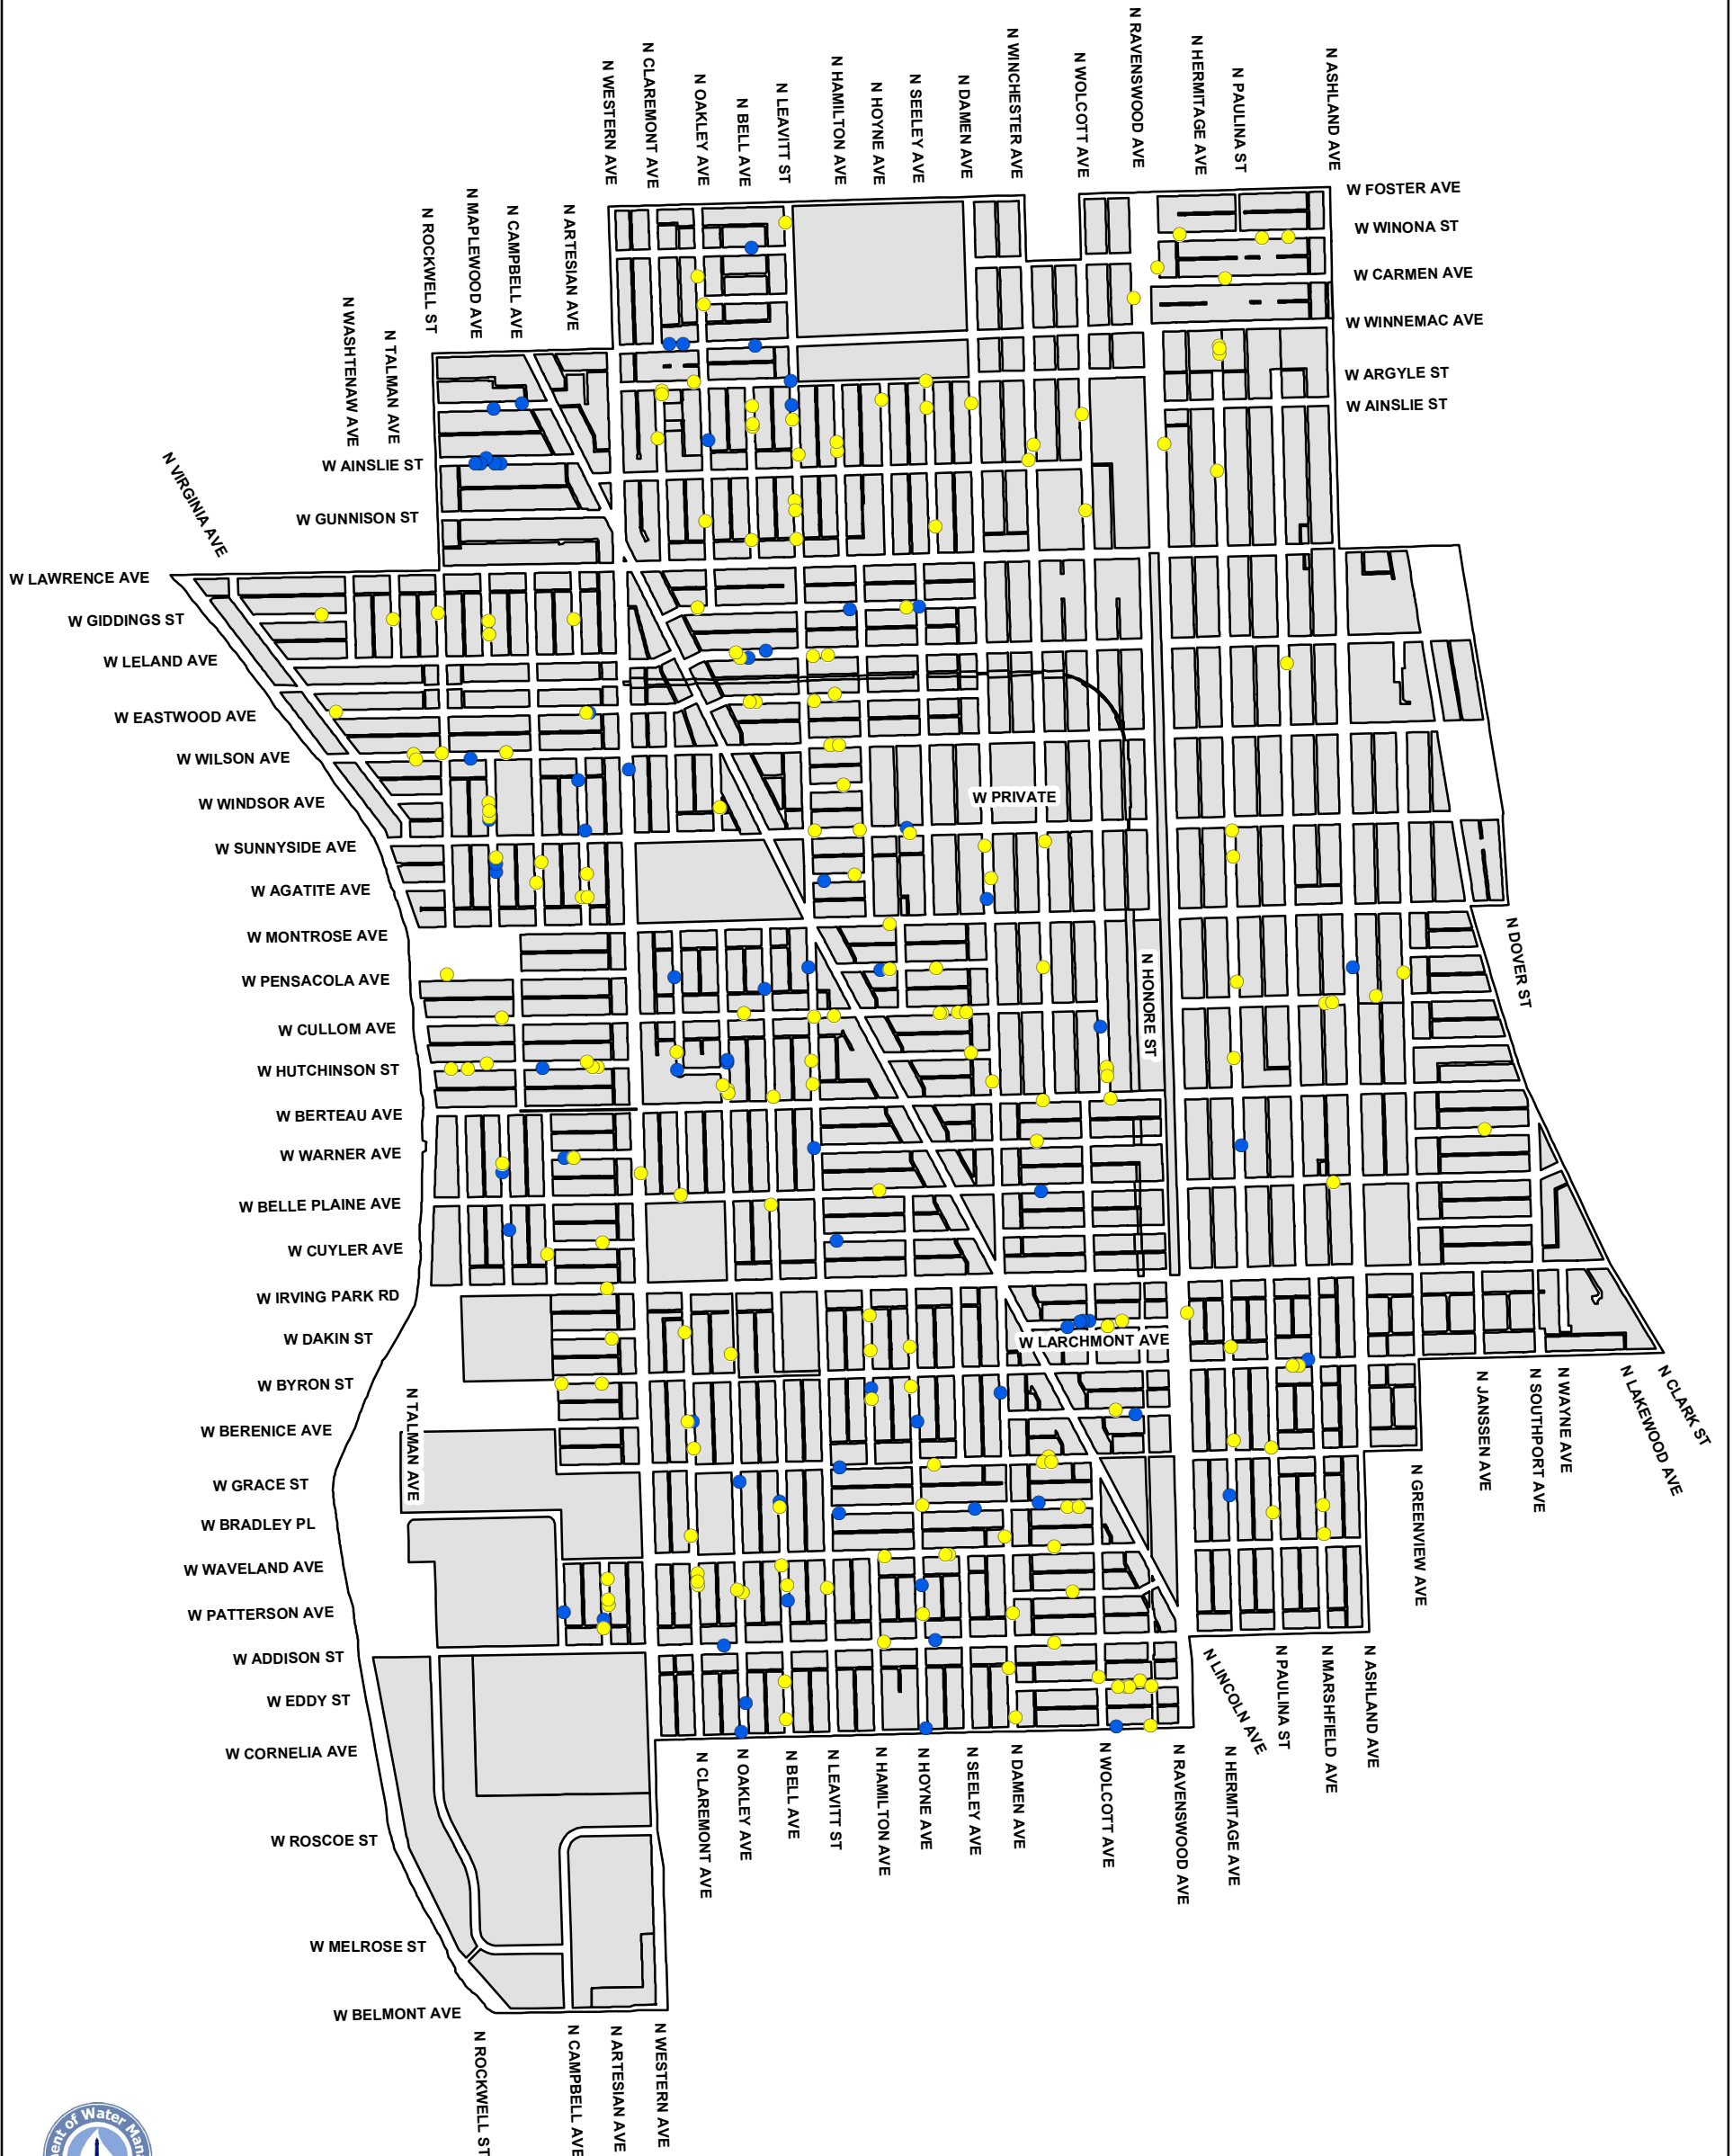 N WESTERN AVE
N CLAREMONT AVE
N OAKLEY AVE
N BELL AVE
N LEAVITT ST
N HAMILTON AVE
N HOYNE AVE
N SEELEY AVE
N DAMEN AVE
N WINCHESTER AVE
N WOLCOTT AVE
N RAVENSWOOD AVE
N HERMITAGE AVE
N PAULINA ST
N ASHLAND AVE
W FOSTER AVE
W WINONA ST
W CARMEN AVE
W WINNEMAC AVE
W ARGYLE ST
W AINSLIE ST
N VIRGINIA AVE
N WASHTENAW AVE
N TALMAN AVE
N ROCKWELL ST
N MAPLEWOOD AVE
N CAMPBELL AVE
N ARTESIAN AVE
W AINSLIE ST
W GUNNISON ST
W LAWRENCE AVE
W GIDDINGS ST
W LELAND AVE
W EASTWOOD AVE
W WILSON AVE
W WINDSOR AVE
W PRIVATE
W SUNNYSIDE AVE
W AGATITE AVE
W MONTROSE AVE
W PENSACOLA AVE
W CULLOM AVE
W HUTCHINSON ST
N HONORE ST
N DOVER ST
W BERTEAU AVE
W WARNER AVE
W BELLE PLAINE AVE
W CUYLER AVE
W IRVING PARK RD
W DAKIN ST
W LARCHMONT AVE
W BYRON ST
N TALMAN AVE
W BERENICE AVE
W GRACE ST
W BRADLEY PL
W WAVELAND AVE
W PATTERSON AVE
W ADDISON ST
W EDDY ST
W CORNELIA AVE
W ROSCOE ST
W MELROSE ST
W BELMONT AVE
N GREENVIEW AVE
N JANSSEN AVE
N SOUTHPORT AVE
N WAYNE AVE
N LAKEWOOD AVE
N CLARK ST
N CLAREMONT AVE
N OAKLEY AVE
N BELL AVE
N LEAVITT ST
N HAMILTON AVE
N HOYNE AVE
N SEELEY AVE
N DAMEN AVE
N WOLCOTT AVE
N RAVENSWOOD AVE
N HERMITAGE AVE
N LINCOLN AVE
N PAULINA ST
N MARSHFIELD AVE
N ASHLAND AVE
N ROCKWELL ST
N CAMPBELL AVE
N ARTESIAN AVE
N WESTERN AVE
of Water